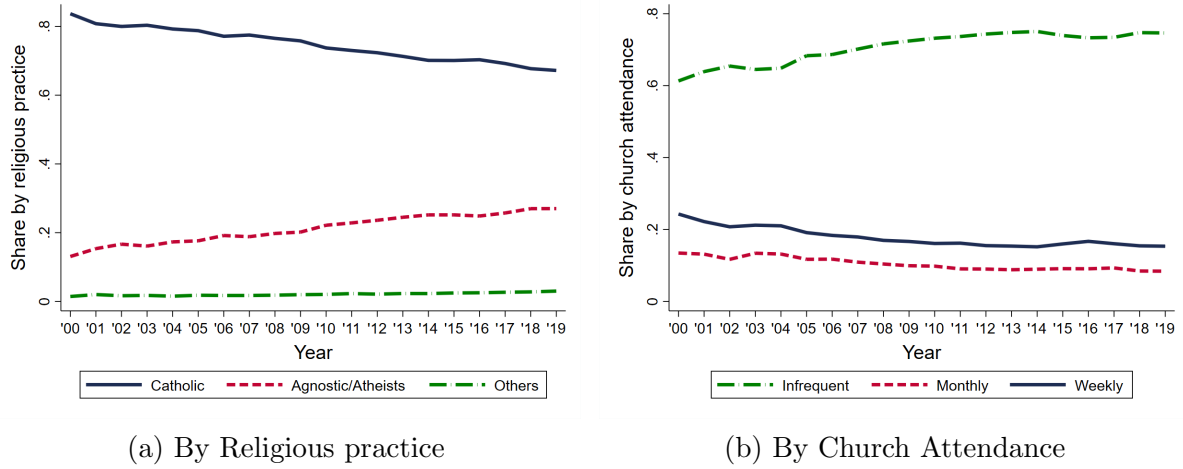 Share by religious practice
.8
.6
.4
.2
0
'00 '01 '02 '03 '04 '05 '06 '07 '08 '09 '10 '11 '12 '13 '14 '15 '16 '17 '18 '19
Year
Catholic Agnostic/Atheists Others
(a) By Religious practice
Share by church attendance
.8
.6
.4
.2
0
'00 '01 '02 '03 '04 '05 '06 '07 '08 '09 '10 '11 '12 '13 '14 '15 '16 '17 '18 '19
Year
Infrequent Monthly Weekly
(b) By Church Attendance